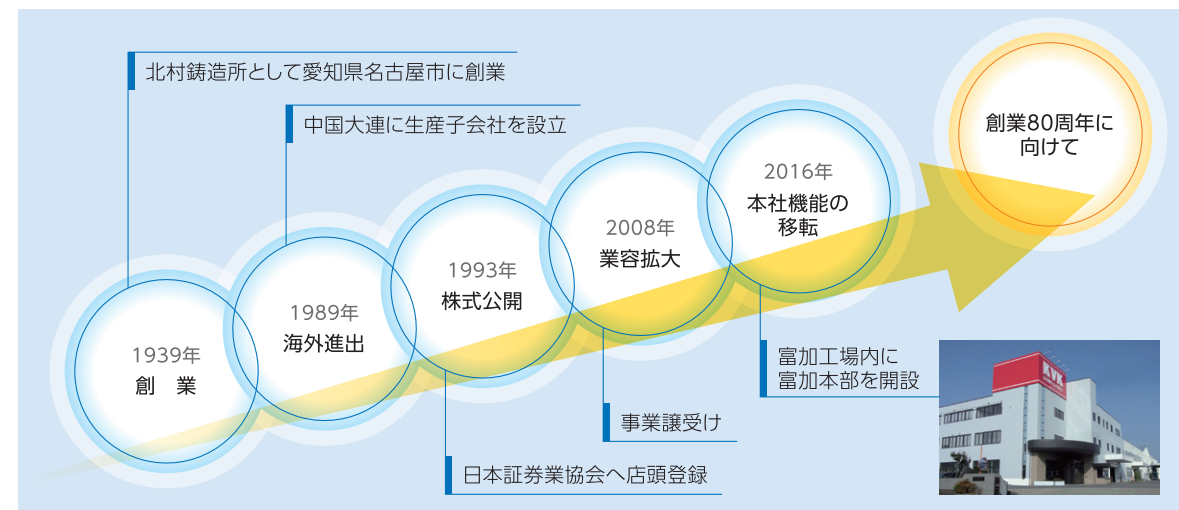 北村鋳造所として愛知県名古屋市に創業
中国大連に生産子会社を設立
1939年
創　業
1989年
海外進出
1993年
株式公開
2008年
業容拡大
2016年
本社機能の
移転
創業80周年に
向けて
日本証券業協会へ店頭登録
事業譲受け
富加工場内に
富加本部を開設
KVK